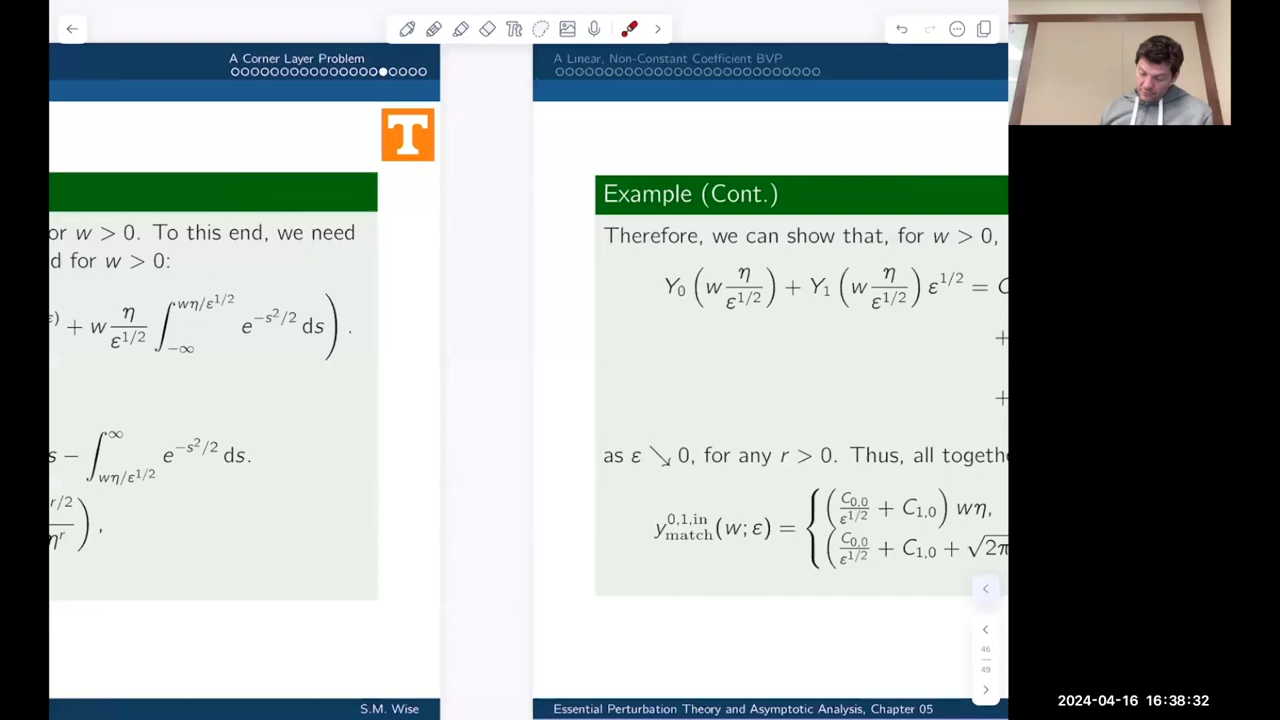 A Corner Layer Problem
T
or w > 0. To this end, we need
d for w > 0:
ε) + w η/ε^{1/2} ∫_{−∞}^{wη/ε^{1/2}} e^{−s²/2} ds ) .
s − ∫_{wη/ε^{1/2}}^{∞} e^{−s²/2} ds.
r/2
η^r ) ,
S.M. Wise
A Linear, Non-Constant Coefficient BVP
Example (Cont.)
Therefore, we can show that, for w > 0,
Y_0 ( w η/ε^{1/2} ) + Y_1 ( w η/ε^{1/2} ) ε^{1/2} = C
+
+
as ε ↘ 0, for any r > 0. Thus, all togethe
y_{match}^{0,1,in}(w; ε) = { ( C_{0,0}/ε^{1/2} + C_{1,0} ) wη,
( C_{0,0}/ε^{1/2} + C_{1,0} + √2π
Essential Perturbation Theory and Asymptotic Analysis, Chapter 05
46
49
2024-04-16 16:38:32